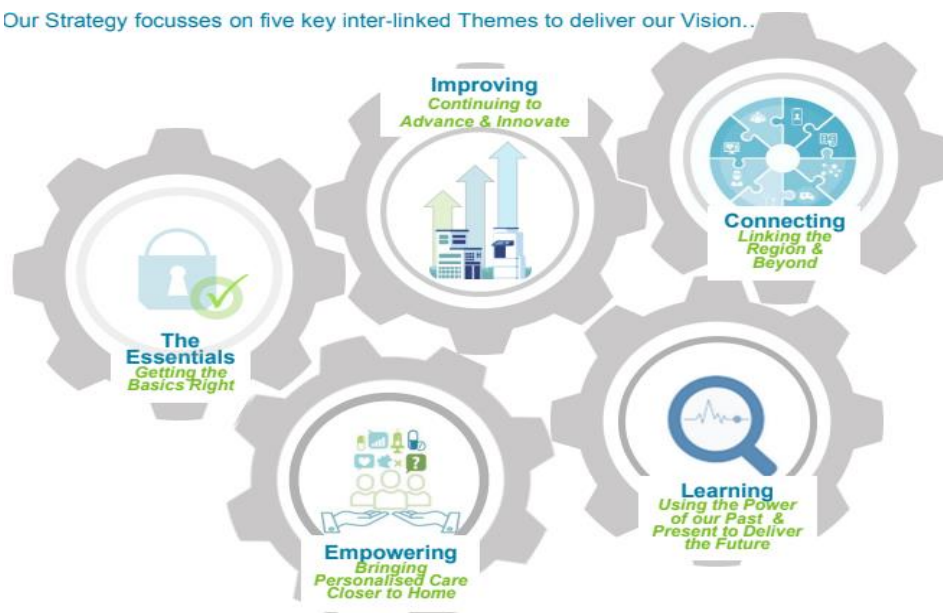 Our Strategy focusses on five key inter-linked Themes to deliver our Vision..
Improving
Continuing to
Advance & Innovate
Connecting
Linking the
Region &
Beyond
The
Essentials
Getting the
Basics Right
Empowering
Bringing
Personalised Care
Closer to Home
Learning
Using the Power
of our Past &
Present to Deliver
the Future
?